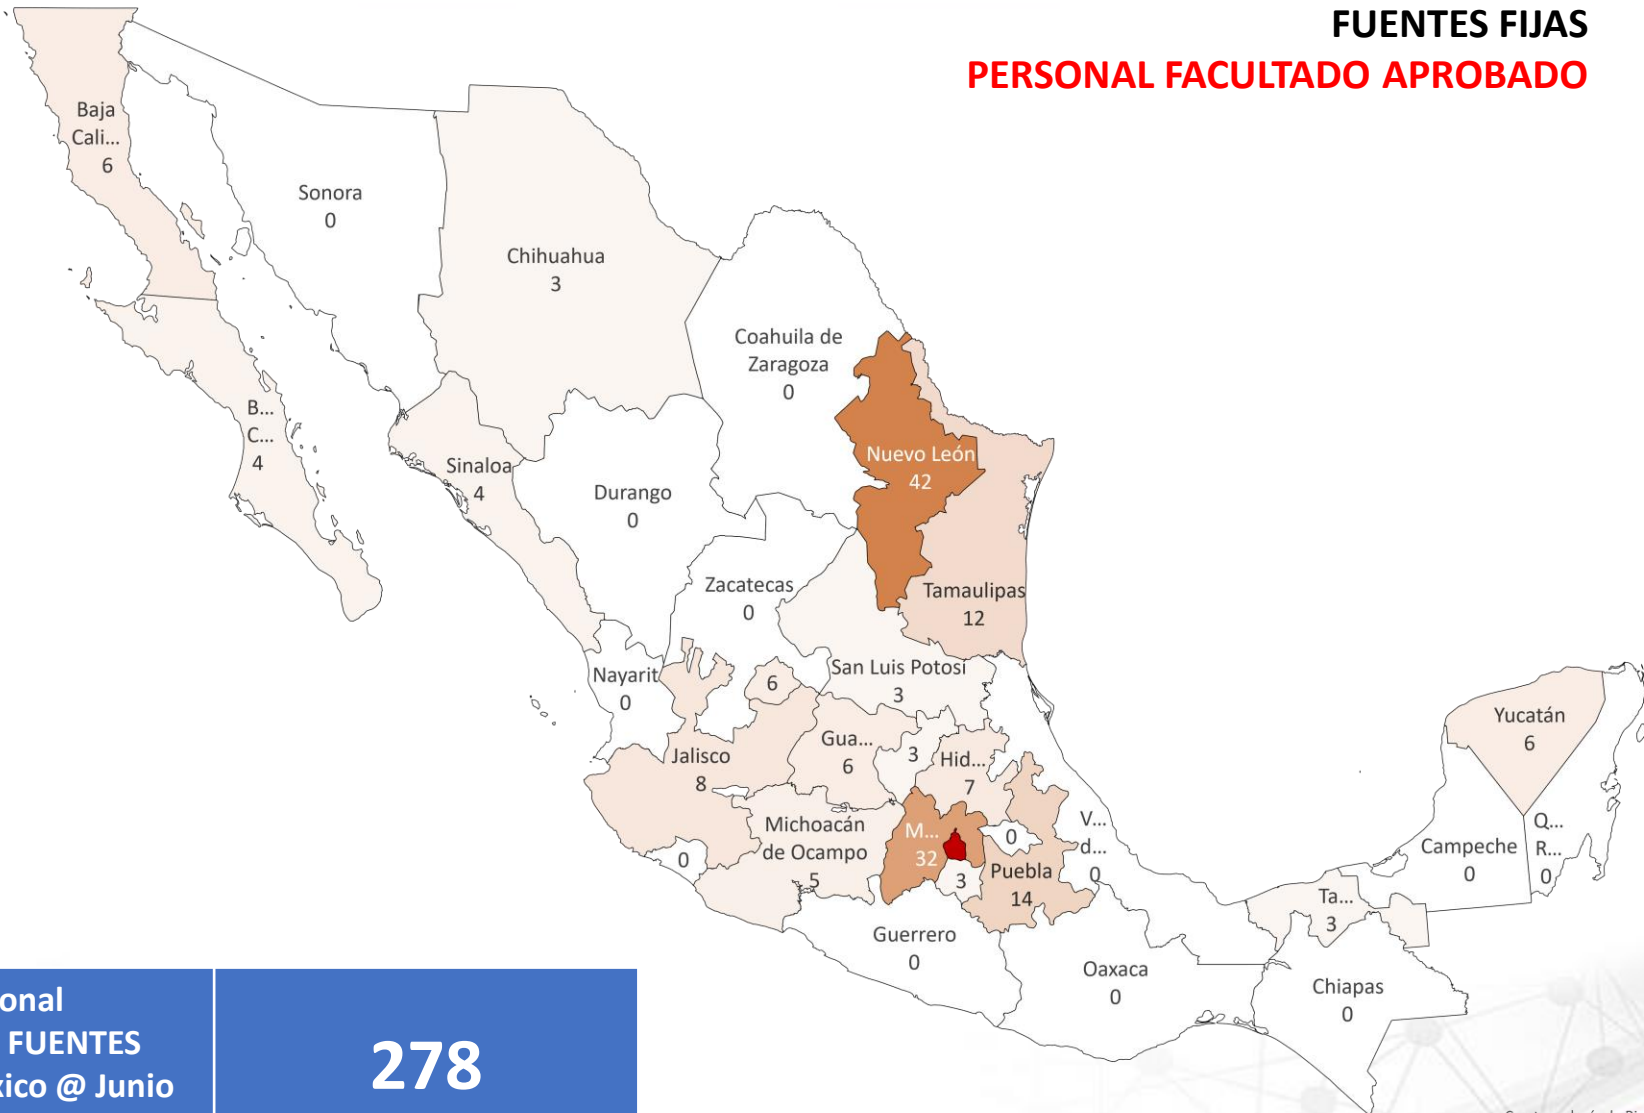 FUENTES FIJAS
PERSONAL FACULTADO APROBADO
Baja
Cali...
6
Sonora
0
Chihuahua
3
Coahuila de
Zaragoza
0
B...
C...
4
Sinaloa
4
Durango
0
Nuevo León
42
Zacatecas
0
Tamaulipas
12
Nayarit
0
6
San Luis Potosí
3
Jalisco
8
Gua...
6
3
Hid...
7
Yucatán
6
0
Michoacán
de Ocampo
5
M...
32
0
3
Puebla
14
V...
d...
0
Campeche
0
Q...
R...
0
Ta...
3
Guerrero
0
Oaxaca
0
Chiapas
0
onal
FUENTES
xico @ Junio
278